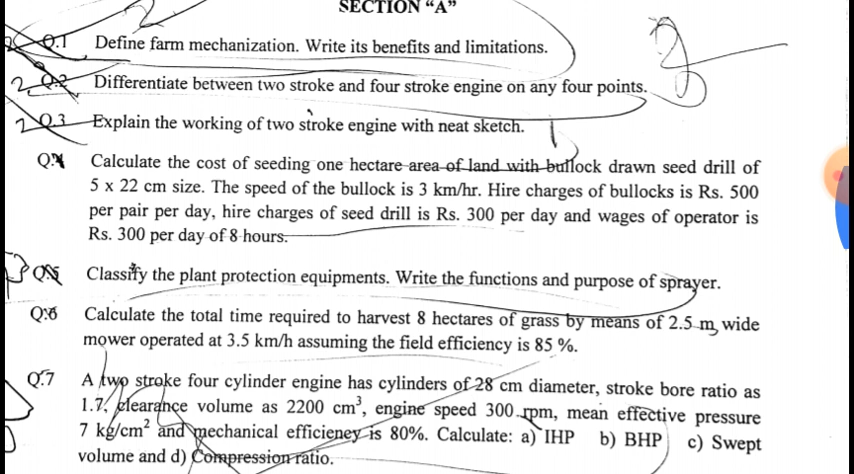 SECTION “A”
Q.1 Define farm mechanization. Write its benefits and limitations.
Q.2 Differentiate between two stroke and four stroke engine on any four points.
Q.3 Explain the working of two stroke engine with neat sketch.
Q.4 Calculate the cost of seeding one hectare area of land with bullock drawn seed drill of
5 x 22 cm size. The speed of the bullock is 3 km/hr. Hire charges of bullocks is Rs. 500
per pair per day, hire charges of seed drill is Rs. 300 per day and wages of operator is
Rs. 300 per day of 8 hours.
Q.5 Classify the plant protection equipments. Write the functions and purpose of sprayer.
Q.6 Calculate the total time required to harvest 8 hectares of grass by means of 2.5 m wide
mower operated at 3.5 km/h assuming the field efficiency is 85 %.
Q.7 A two stroke four cylinder engine has cylinders of 28 cm diameter, stroke bore ratio as
1.7, clearance volume as 2200 cm³, engine speed 300 rpm, mean effective pressure
7 kg/cm² and mechanical efficiency is 80%. Calculate: a) IHP b) BHP c) Swept
volume and d) Compression ratio.